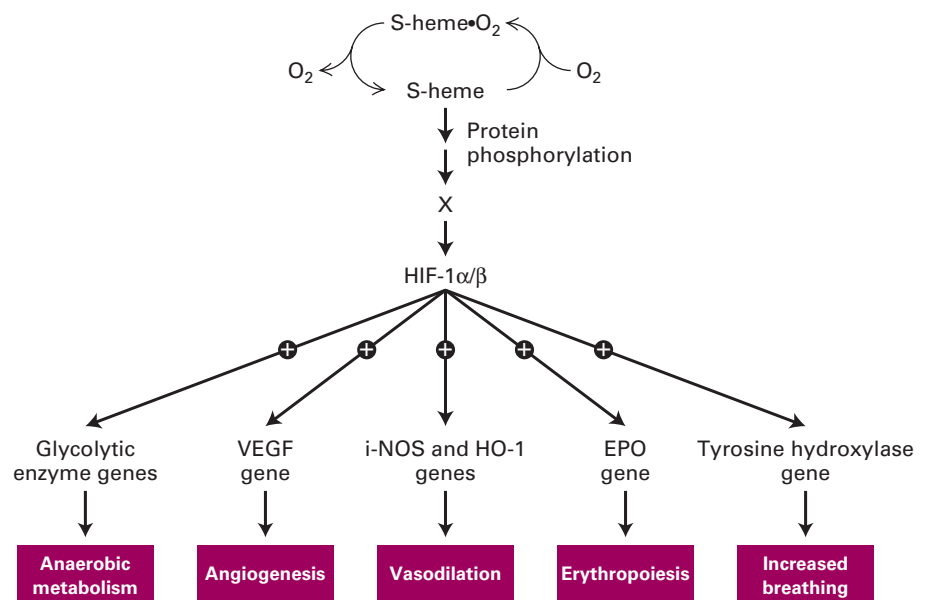 S-heme•O₂
O₂
O₂
S-heme
Protein
phosphorylation
X
HIF-1α/β
+ + + + +
Glycolytic
enzyme genes
VEGF
gene
i-NOS and HO-1
genes
EPO
gene
Tyrosine hydroxylase
gene
Anaerobic
metabolism
Angiogenesis
Vasodilation
Erythropoiesis
Increased
breathing